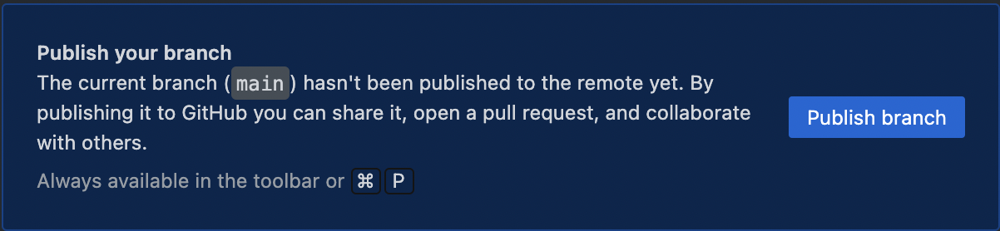 Publish your branch
The current branch (main) hasn't been published to the remote yet. By
publishing it to GitHub you can share it, open a pull request, and collaborate
with others.
Publish branch
Always available in the toolbar or ⌘ P